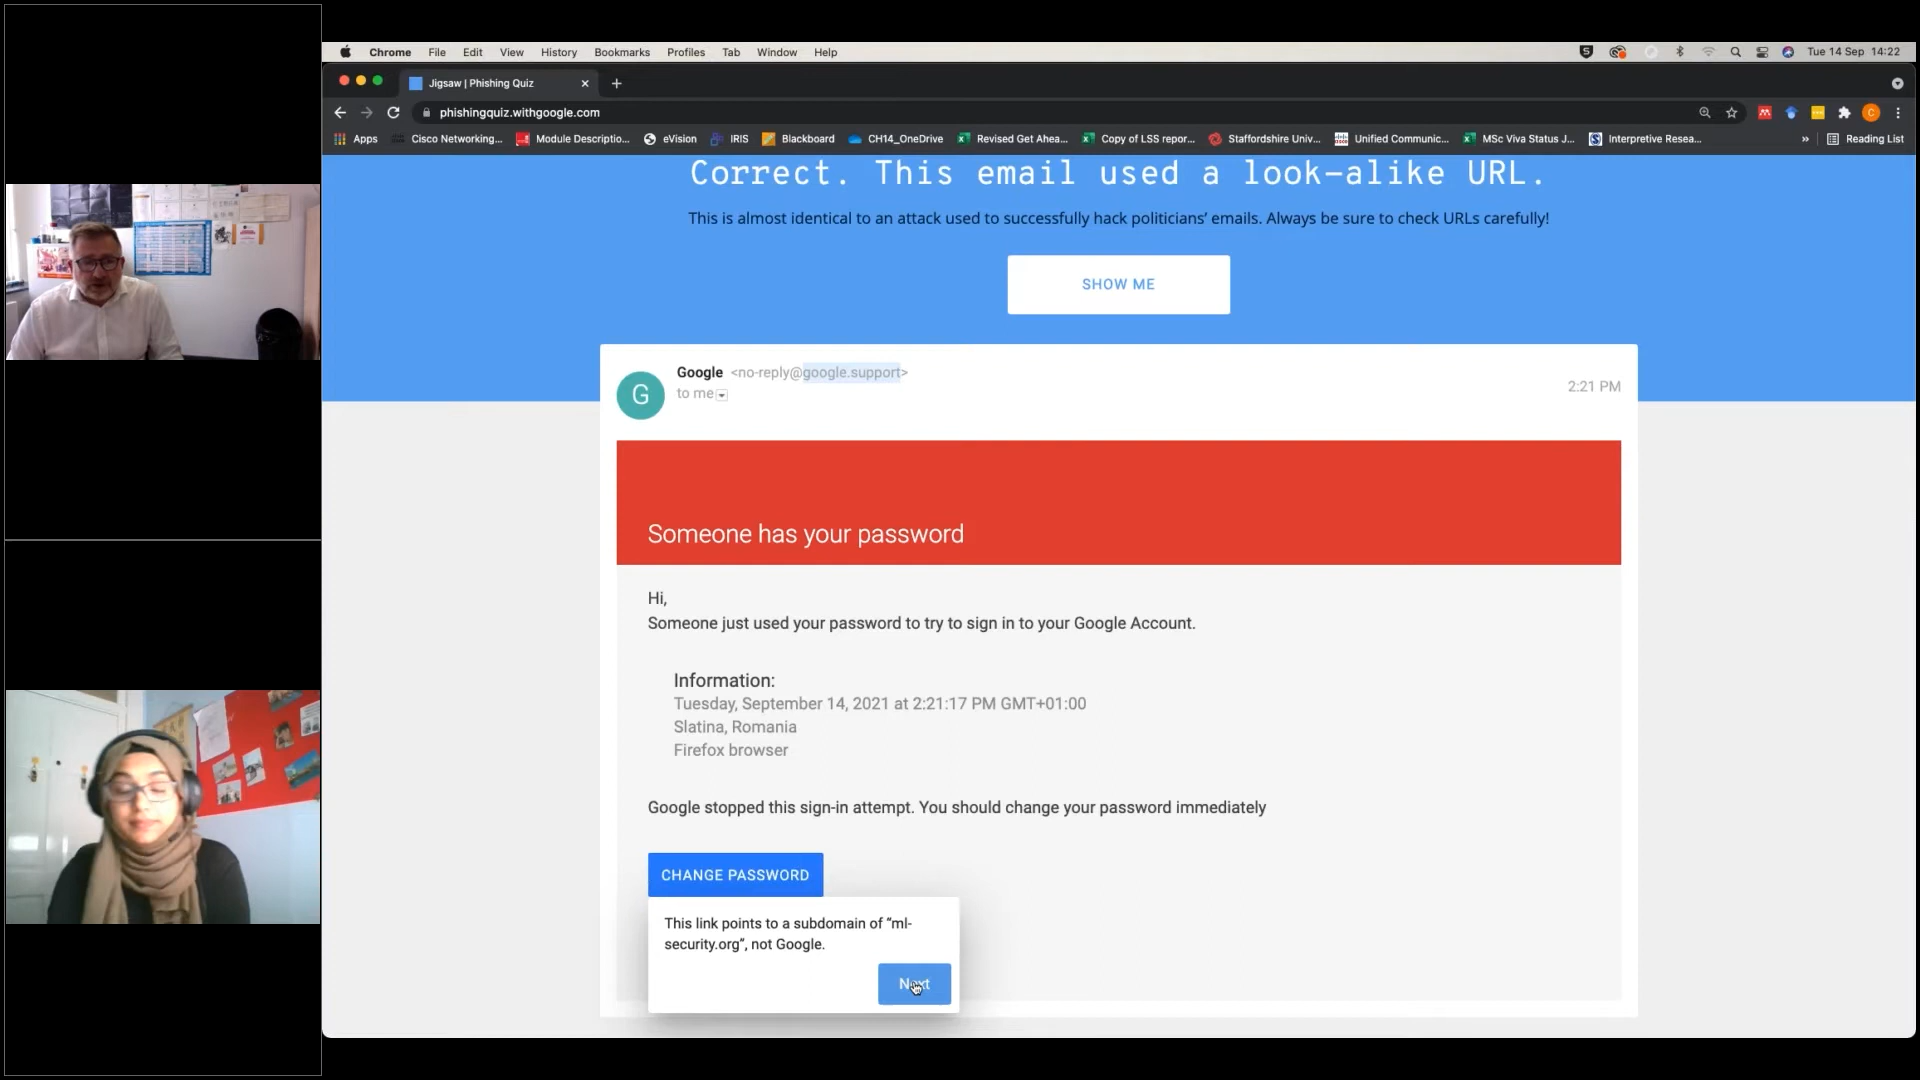 Chrome File Edit View History Bookmarks Profiles Tab Window Help Tue 14 Sep 14:22
Jigsaw | Phishing Quiz
phishingquiz.withgoogle.com
Apps Cisco Networking... Module Descriptio... eVision IRIS Blackboard CH14_OneDrive Revised Get Ahea... Copy of LSS repor... Staffordshire Univ... Unified Communic... MSc Viva Status J... Interpretive Resea... » Reading List
Correct. This email used a look-alike URL.
This is almost identical to an attack used to successfully hack politicians’ emails. Always be sure to check URLs carefully!
SHOW ME
G
Google <no-reply@google.support>
to me
2:21 PM
Someone has your password
Hi,
Someone just used your password to try to sign in to your Google Account.
Information:
Tuesday, September 14, 2021 at 2:21:17 PM GMT+01:00
Slatina, Romania
Firefox browser
Google stopped this sign-in attempt. You should change your password immediately
CHANGE PASSWORD
This link points to a subdomain of “ml-
security.org”, not Google.
Next